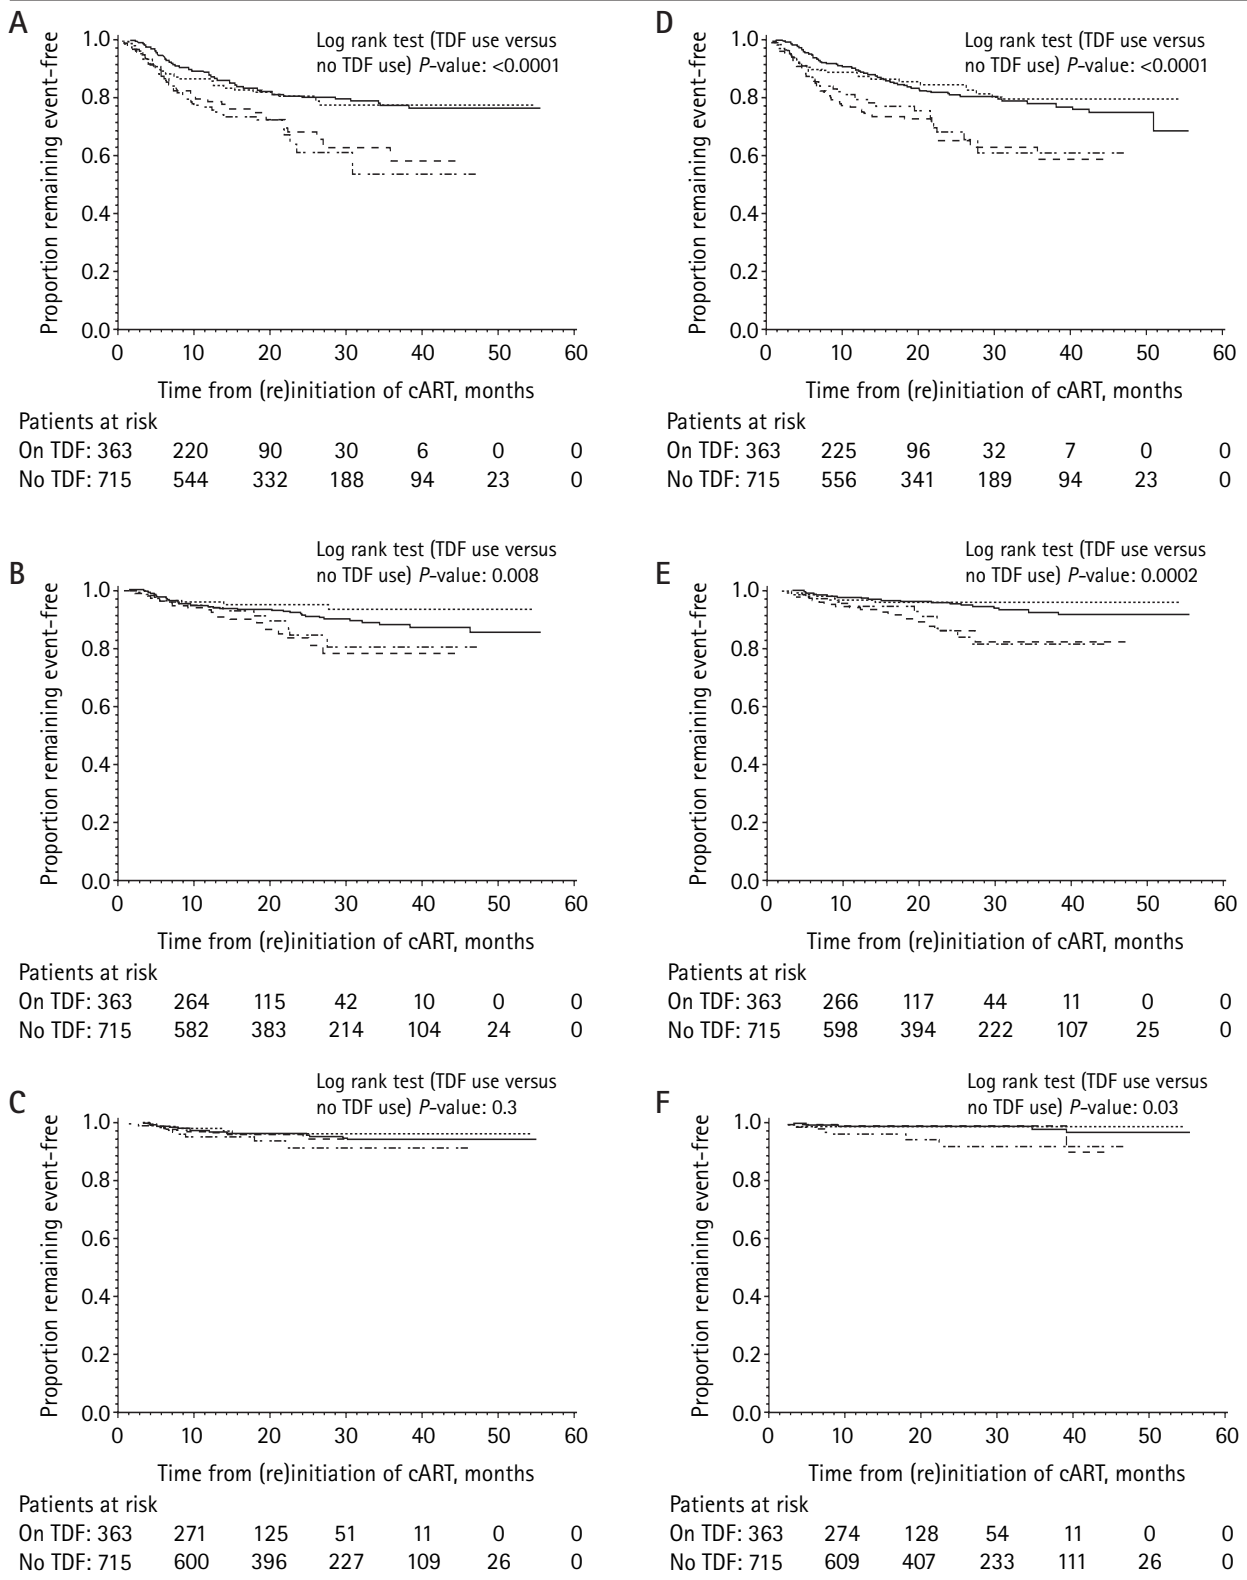 A
Log rank test (TDF use versus
no TDF use) P-value: <0.0001
Proportion remaining event-free
1.0
0.8
0.6
0.4
0.2
0.0
0 10 20 30 40 50 60
Time from (re)initiation of cART, months
Patients at risk
On TDF: 363 220 90 30 6 0 0
No TDF: 715 544 332 188 94 23 0
D
Log rank test (TDF use versus
no TDF use) P-value: <0.0001
Proportion remaining event-free
1.0
0.8
0.6
0.4
0.2
0.0
0 10 20 30 40 50 60
Time from (re)initiation of cART, months
Patients at risk
On TDF: 363 225 96 32 7 0 0
No TDF: 715 556 341 189 94 23 0
B
Log rank test (TDF use versus
no TDF use) P-value: 0.008
Proportion remaining event-free
1.0
0.8
0.6
0.4
0.2
0.0
0 10 20 30 40 50 60
Time from (re)initiation of cART, months
Patients at risk
On TDF: 363 264 115 42 10 0 0
No TDF: 715 582 383 214 104 24 0
E
Log rank test (TDF use versus
no TDF use) P-value: 0.0002
Proportion remaining event-free
1.0
0.8
0.6
0.4
0.2
0.0
0 10 20 30 40 50 60
Time from (re)initiation of cART, months
Patients at risk
On TDF: 363 266 117 44 11 0 0
No TDF: 715 598 394 222 107 25 0
C
Log rank test (TDF use versus
no TDF use) P-value: 0.3
Proportion remaining event-free
1.0
0.8
0.6
0.4
0.2
0.0
0 10 20 30 40 50 60
Time from (re)initiation of cART, months
Patients at risk
On TDF: 363 271 125 51 11 0 0
No TDF: 715 600 396 227 109 26 0
F
Log rank test (TDF use versus
no TDF use) P-value: 0.03
Proportion remaining event-free
1.0
0.8
0.6
0.4
0.2
0.0
0 10 20 30 40 50 60
Time from (re)initiation of cART, months
Patients at risk
On TDF: 363 274 128 54 11 0 0
No TDF: 715 609 407 233 111 26 0